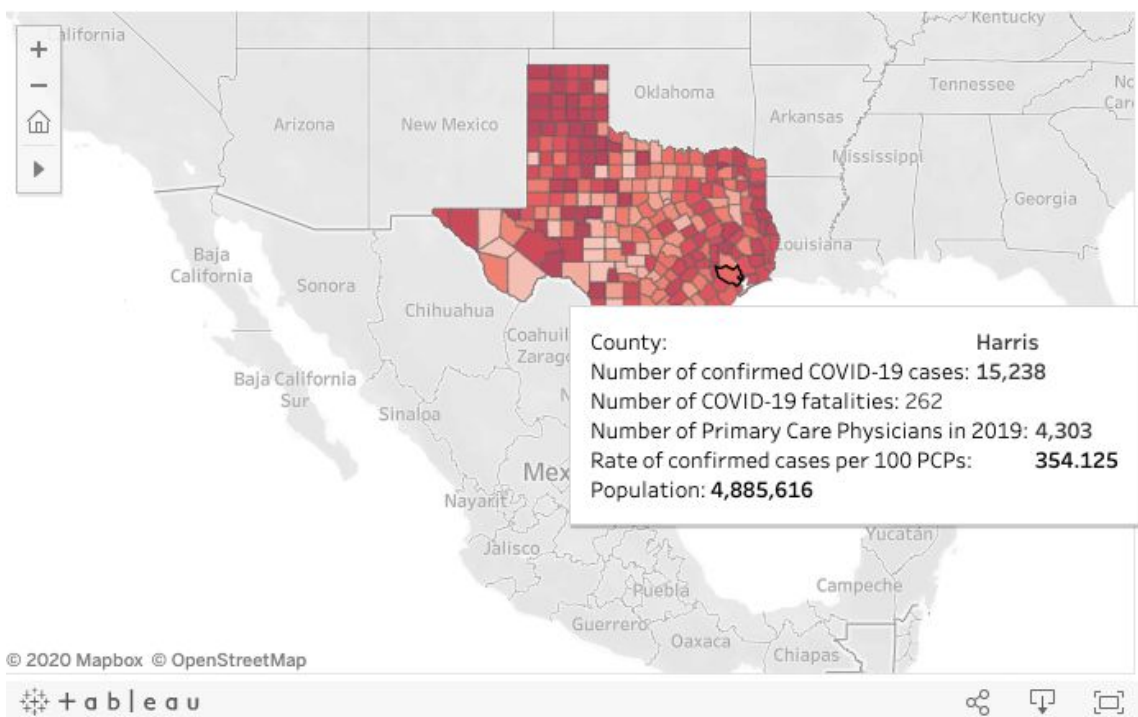 Kentucky
alifornia
+
−
Oklahoma
Tennessee
No
Car
Arizona
New Mexico
Arkansas
Mississippi
Georgia
Louisiana
Baja
California
Sonora
Chihuahua
Coahuil
Zarago
Baja California
Sur
Sinaloa
N
Mex
Nayarit
Jalisco
Yucatán
Campeche
Puebla
Guerrero
Oaxaca
Chiapas
County: Harris
Number of confirmed COVID-19 cases: 15,238
Number of COVID-19 fatalities: 262
Number of Primary Care Physicians in 2019: 4,303
Rate of confirmed cases per 100 PCPs: 354.125
Population: 4,885,616
© 2020 Mapbox © OpenStreetMap
+ a b | e a u